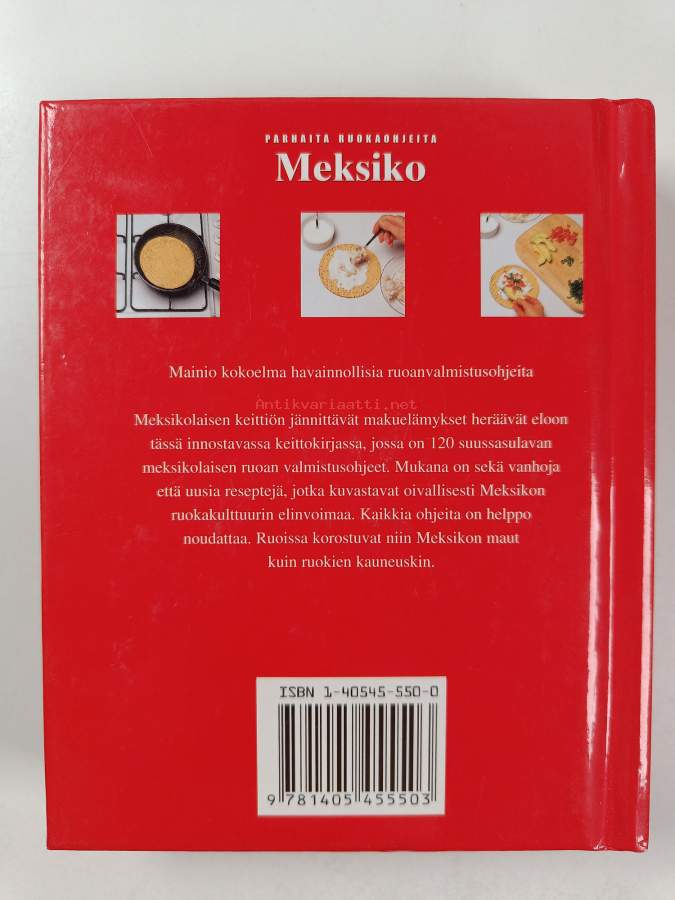 PARHAITA RUOKAOHJEITA
Meksiko
Mainio kokoelma havainnollisia ruoanvalmistusohjeita
Antikvariaatti.net
Meksikolaisen keittiön jännittävät makuelämykset heräävät eloon
tässä innostavassa keittokirjassa, jossa on 120 suussasulavan
meksikolaisen ruoan valmistusohjeet. Mukana on sekä vanhoja
että uusia reseptejä, jotka kuvastavat oivallisesti Meksikon
ruokakulttuurin elinvoimaa. Kaikkia ohjeita on helppo
noudattaa. Ruoissa korostuvat niin Meksikon maut
kuin ruokien kauneuskin.
ISBN 1-40545-550-0
9 781405 455503